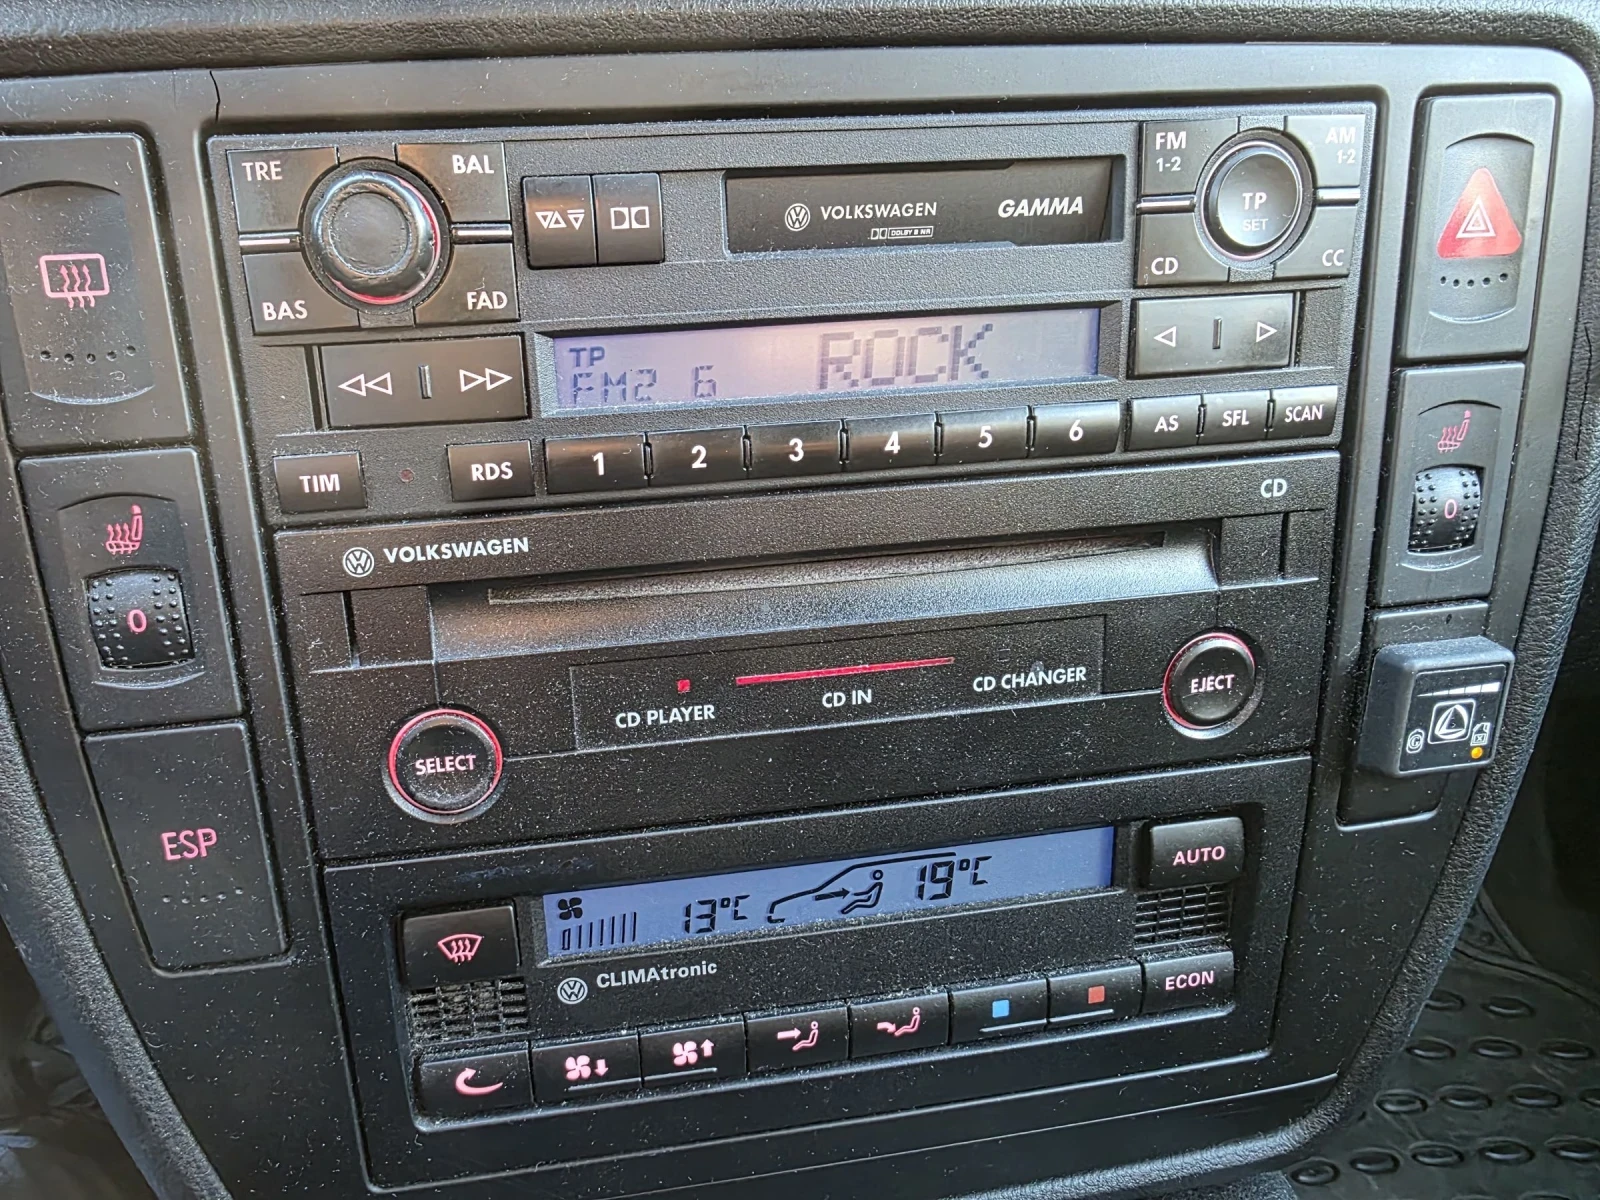 TRE
BAL
BAS
FAD
VOLKSWAGEN
GAMMA
DOLBY B NR
FM
1-2
AM
1-2
TP
SET
CD
CC
TP
FM2 6 ROCK
TIM
RDS
1
2
3
4
5
6
AS
SFL
SCAN
CD
VOLKSWAGEN
0
0
CD PLAYER
CD IN
CD CHANGER
SELECT
EJECT
G
ESP
13°C
19°C
AUTO
CLIMAtronic
ECON